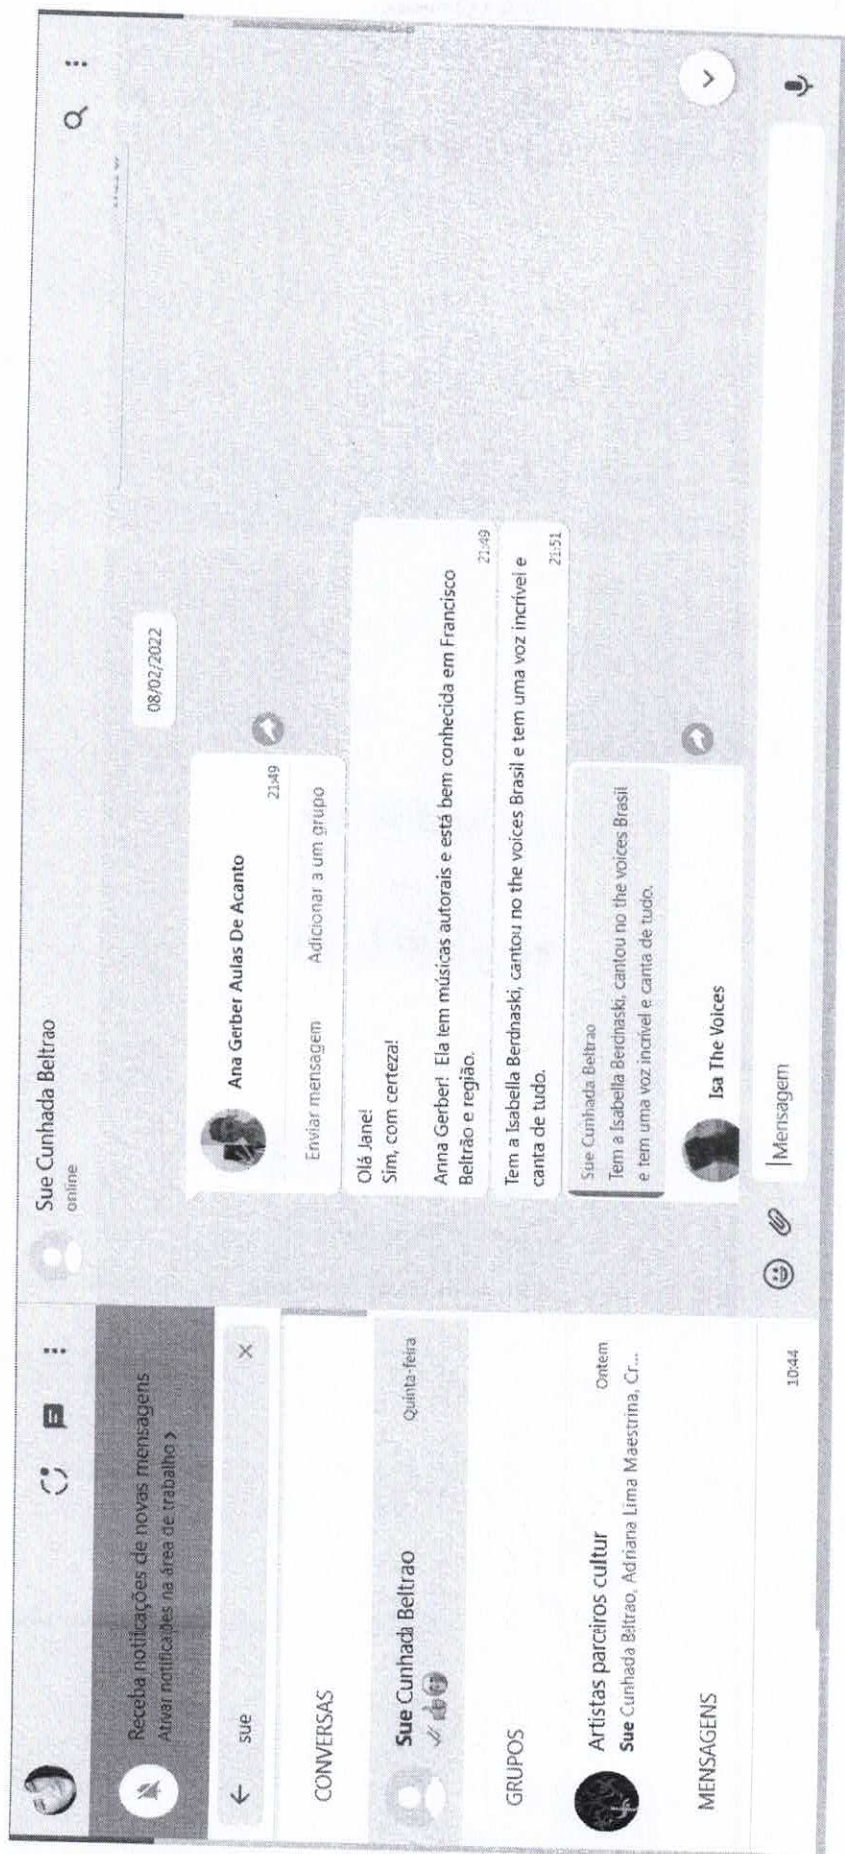 Receba notificações de novas mensagens
Ativar notificações na área de trabalho >
sue
CONVERSAS
Sue Cunhada Beltrao
Quinta-feira
GRUPOS
Artistas parceiros cultur
Ontem
Sue Cunhada Beltrao, Adriana Lima Maestrina, Cr...
MENSAGENS
10:44
Sue Cunhada Beltrao
online
08/02/2022
Ana Gerber Aulas De Acanto
21:49
Enviar mensagem
Adicionar a um grupo
Olá Jane!
Sim, com certeza!
Anna Gerber! Ela tem músicas autorais e está bem conhecida em Francisco
Beltrão e região.
21:49
Tem a Isabella Berdnaski, cantou no the voices Brasil e tem uma voz incrível e
canta de tudo.
21:51
Sue Cunhada Beltrao
Tem a Isabella Berdnaski, cantou no the voices Brasil
e tem uma voz incrível e canta de tudo.
Isa The Voices
Mensagem